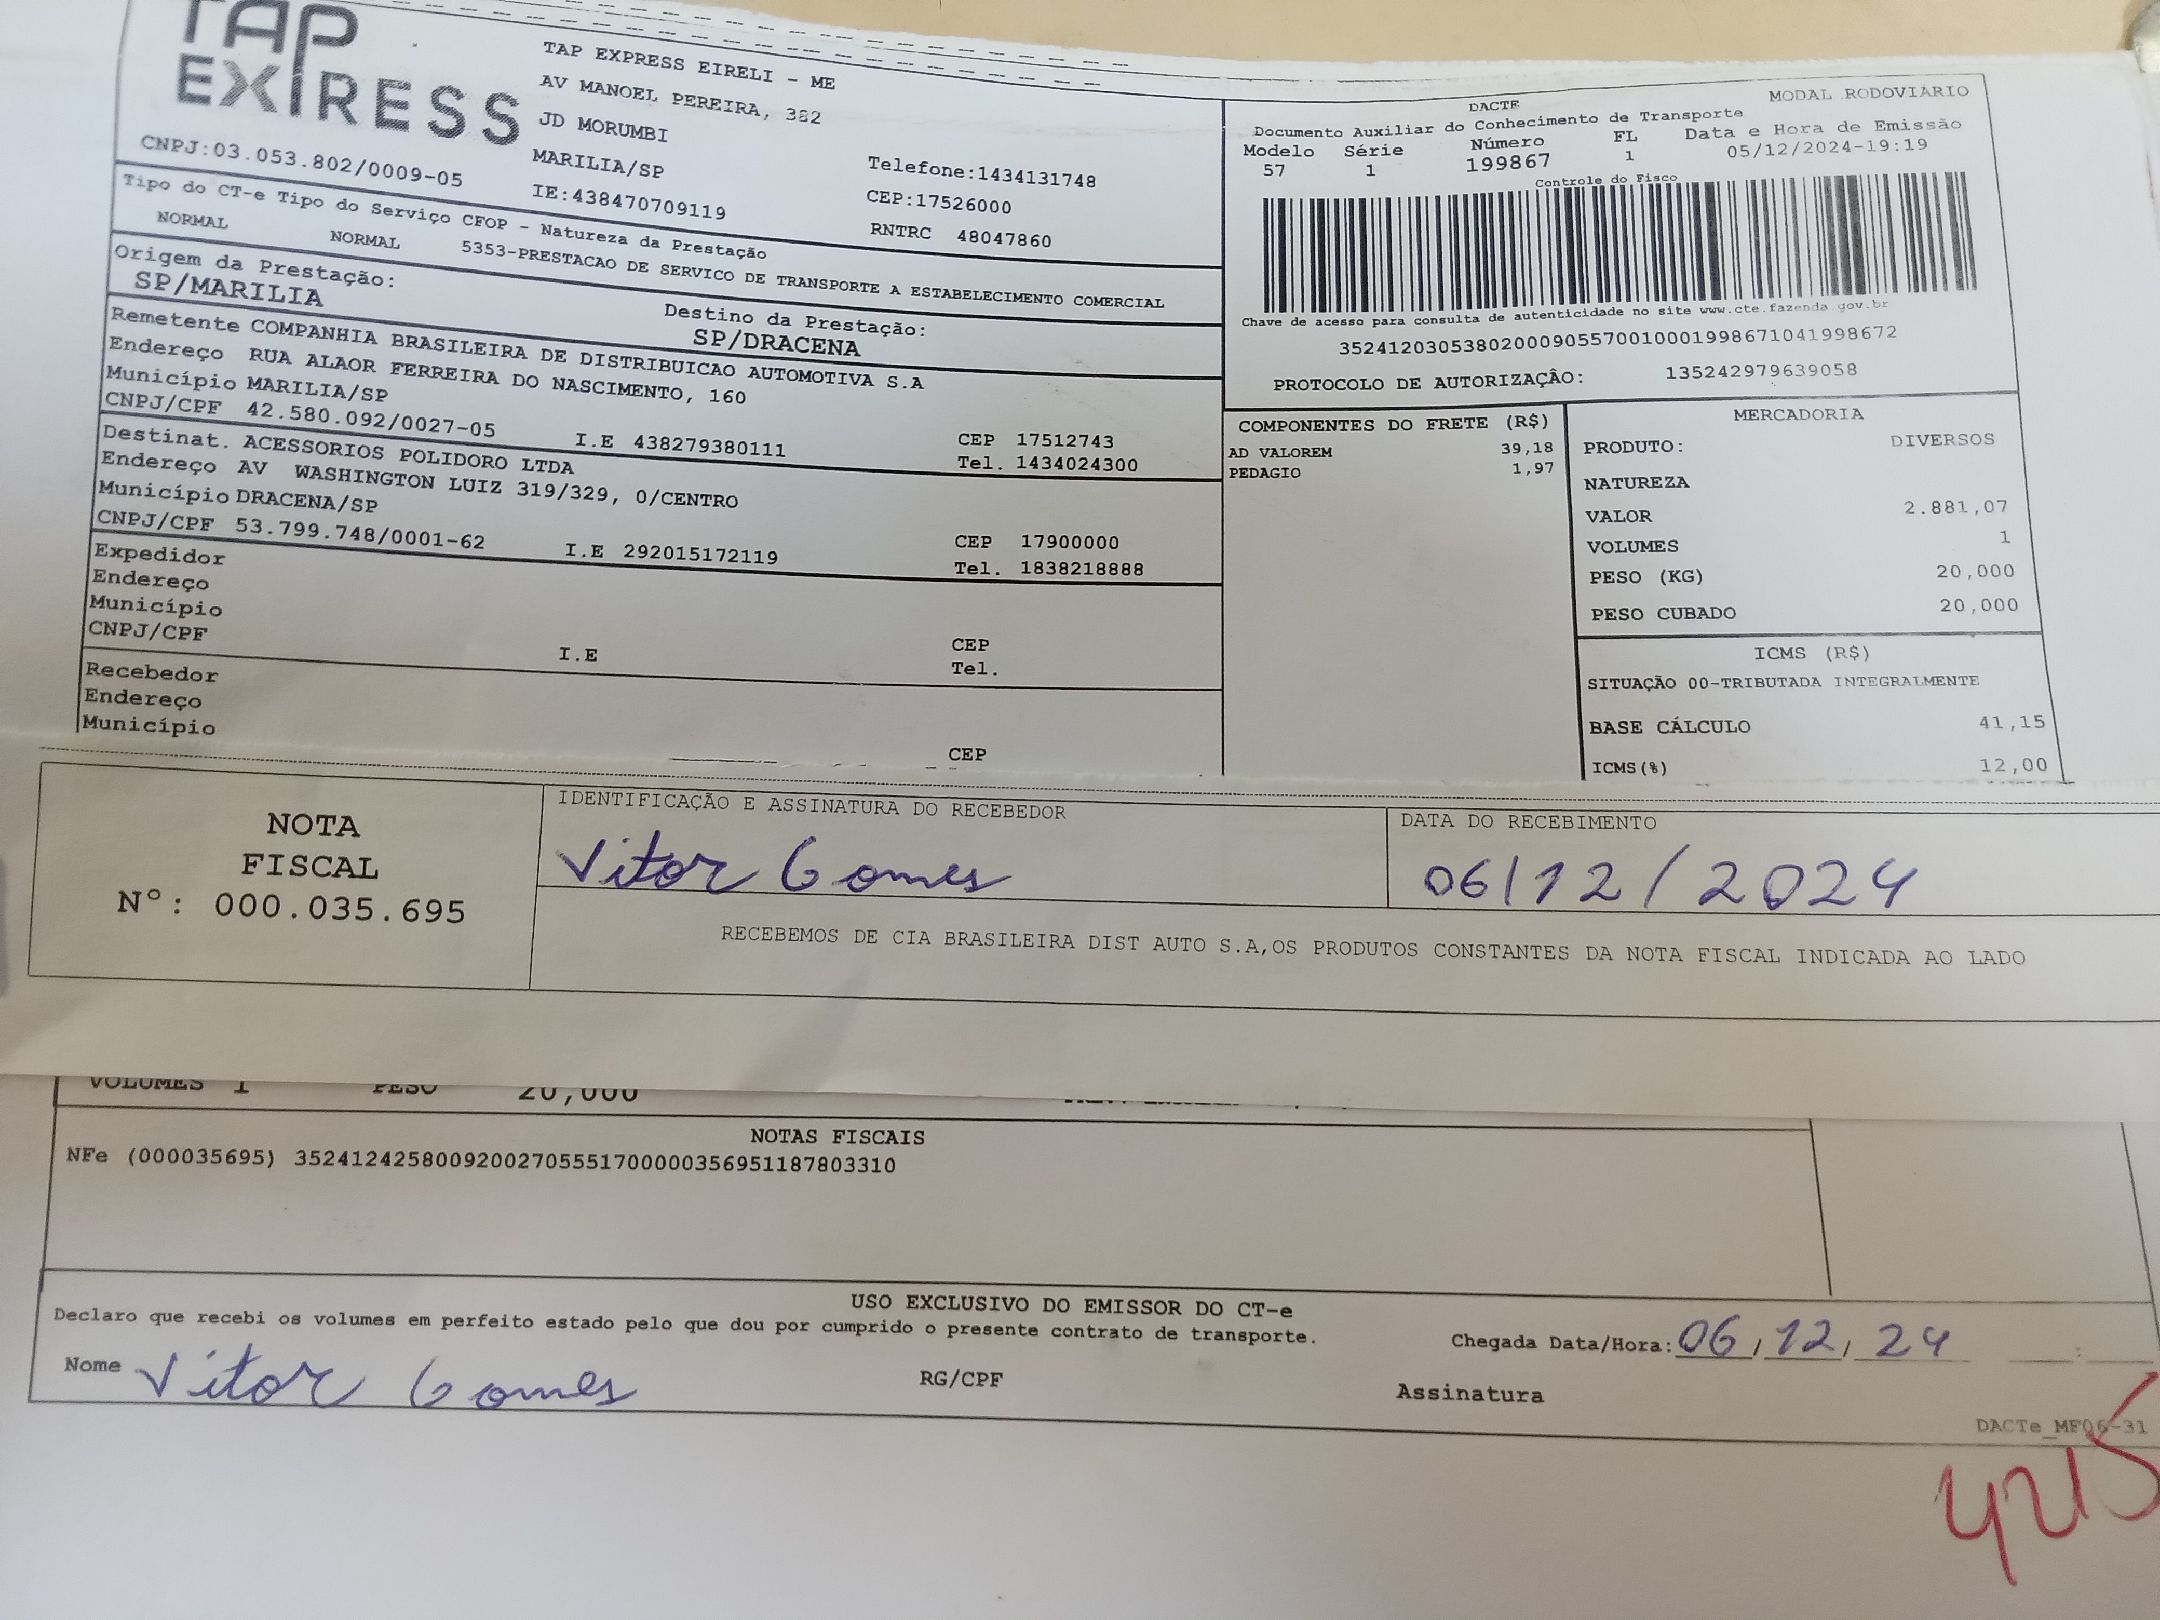 TAP
EXPRESS
TAP EXPRESS EIRELI - ME
AV MANOEL PEREIRA, 382
JD MORUMBI
MARILIA/SP
Telefone:1434131748
CNPJ:03.053.802/0009-05
IE:438470709119
CEP:17526000
RNTRC 48047860
Tipo do CT-e Tipo do Serviço CFOP - Natureza da Prestação
NORMAL NORMAL 5353-PRESTACAO DE SERVICO DE TRANSPORTE A ESTABELECIMENTO COMERCIAL
Origem da Prestação:
SP/MARILIA
Destino da Prestação:
SP/DRACENA
Remetente COMPANHIA BRASILEIRA DE DISTRIBUICAO AUTOMOTIVA S.A
Endereço RUA ALAOR FERREIRA DO NASCIMENTO, 160
Município MARILIA/SP CEP 17512743
CNPJ/CPF 42.580.092/0027-05 I.E 438279380111 Tel. 1434024300
Destinat. ACESSORIOS POLIDORO LTDA
Endereço AV WASHINGTON LUIZ 319/329, 0/CENTRO
Município DRACENA/SP CEP 17900000
CNPJ/CPF 53.799.748/0001-62 I.E 292015172119 Tel. 1838218888
Expedidor
Endereço
Município CEP
CNPJ/CPF I.E Tel.
Recebedor
Endereço
Município CEP
DACTE MODAL RODOVIÁRIO
Documento Auxiliar do Conhecimento de Transporte
Modelo Série Número FL Data e Hora de Emissão
57 1 199867 1 05/12/2024-19:19
Controle do Fisco
Chave de acesso para consulta de autenticidade no site www.cte.fazenda.gov.br
35241203053802000905570010001998671041998672
PROTOCOLO DE AUTORIZAÇÂO: 135242979639058
COMPONENTES DO FRETE (R$)
AD VALOREM 39,18
PEDAGIO 1,97
MERCADORIA
PRODUTO: DIVERSOS
NATUREZA
VALOR 2.881,07
VOLUMES 1
PESO (KG) 20,000
PESO CUBADO 20,000
ICMS (R$)
SITUAÇÃO 00-TRIBUTADA INTEGRALMENTE
BASE CÁLCULO 41,15
ICMS(%) 12,00
NOTA
FISCAL
Nº: 000.035.695
IDENTIFICAÇÃO E ASSINATURA DO RECEBEDOR
Vitor Gomes
DATA DO RECEBIMENTO
06/12/2024
RECEBEMOS DE CIA BRASILEIRA DIST AUTO S.A,OS PRODUTOS CONSTANTES DA NOTA FISCAL INDICADA AO LADO
VOLUMES 1 PESO 20,000
NOTAS FISCAIS
NFe (000035695) 35241242580092002705551700000356951187803310
USO EXCLUSIVO DO EMISSOR DO CT-e
Declaro que recebi os volumes em perfeito estado pelo que dou por cumprido o presente contrato de transporte.
Chegada Data/Hora: 06/12/24
Nome Vitor Gomes RG/CPF Assinatura
DACTe_MF06-31
4215